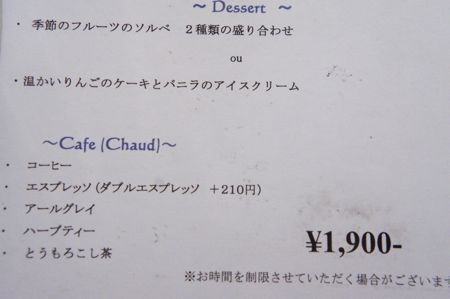 ～ Dessert ～
・季節のフルーツのソルベ　２種類の盛り合わせ
ou
・温かいりんごのケーキとバニラのアイスクリーム
～Cafe (Chaud)～
・ コーヒー
・ エスプレッソ (ダブルエスプレッソ ＋210円)
・ アールグレイ
・ ハーブティー
・ とうもろこし茶
¥1,900-
※お時間を制限させていただく場合がございます